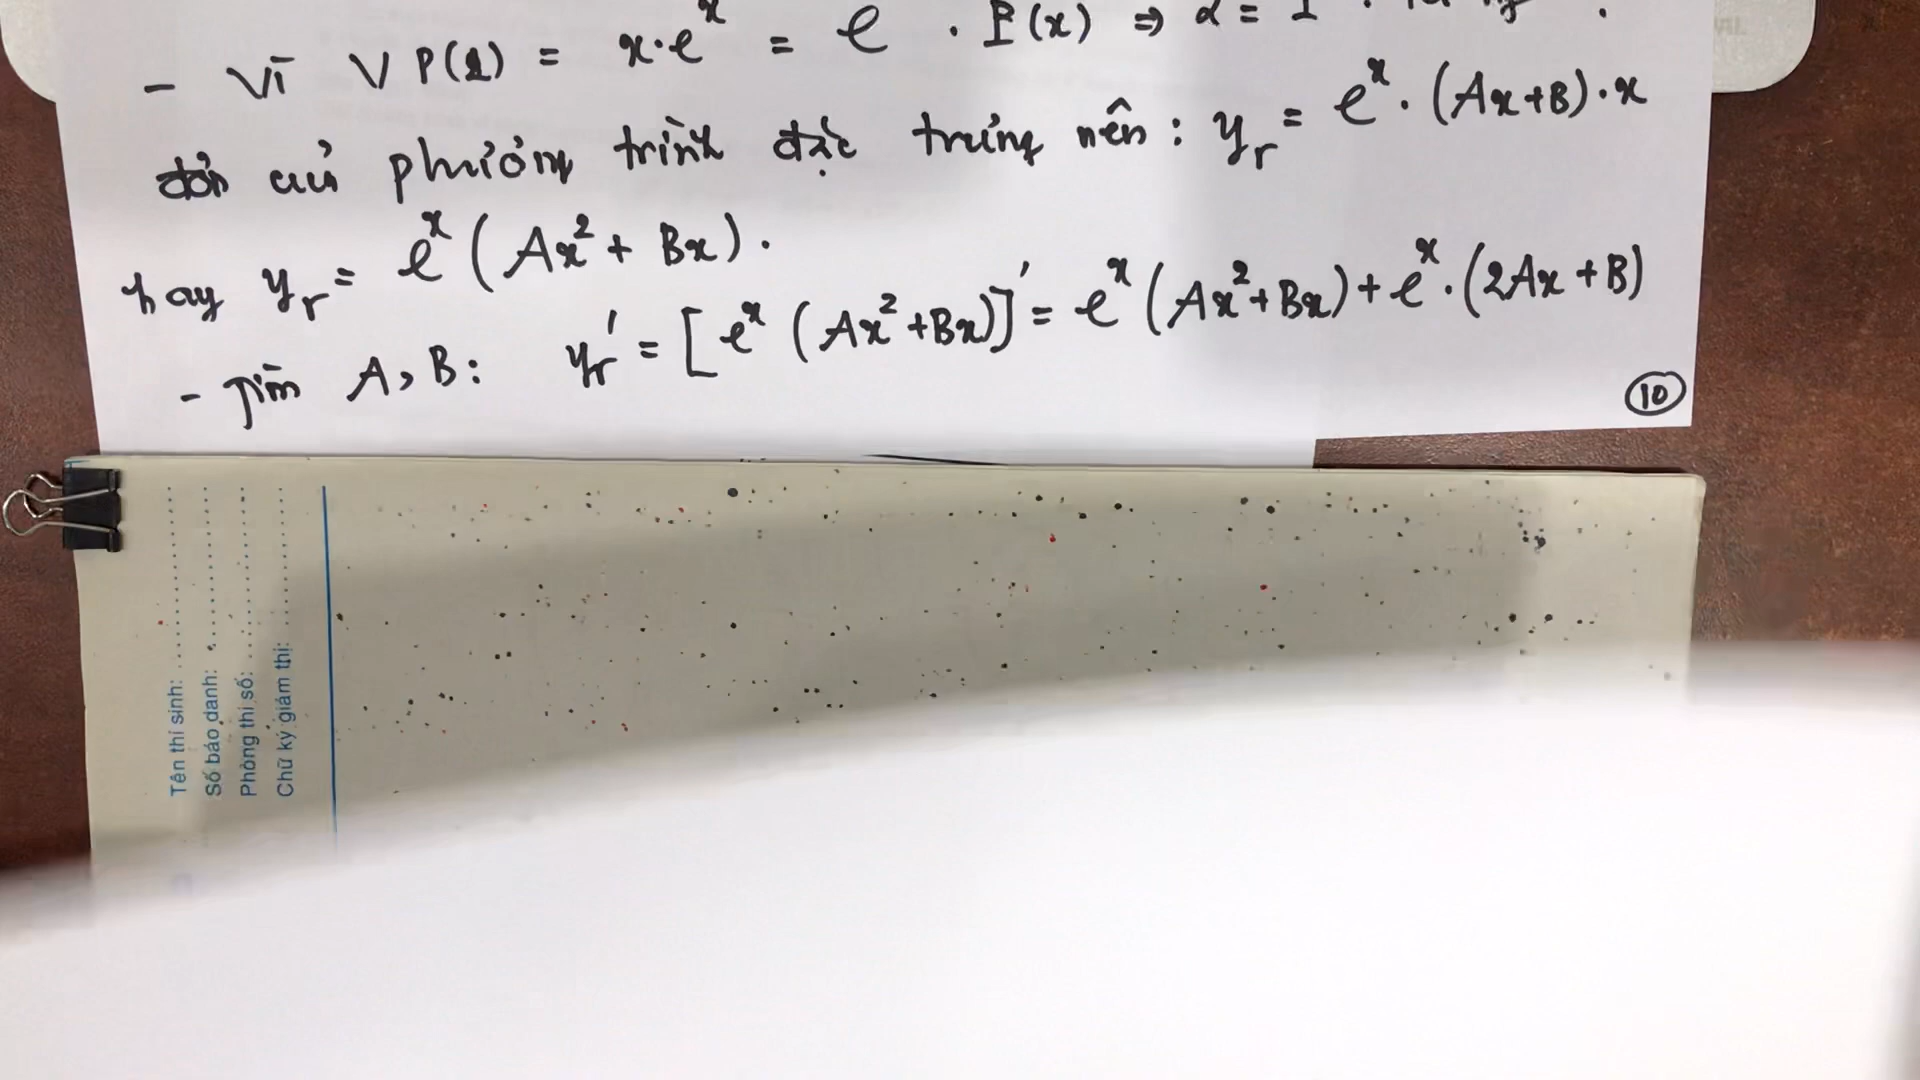 - Vì VP(2) = x.e^x = e . P(x) ⇒ α = 1
đơn của phương trình đặc trưng nên: y_r = e^x . (Ax+B).x
hay y_r = e^x (Ax² + Bx).
- Tìm A, B: y_r' = [e^x (Ax²+Bx)]' = e^x (Ax²+Bx) + e^x . (2Ax + B)
10
Tên thí sinh:
Số báo danh:
Phòng thi số:
Chữ ký giám thị: